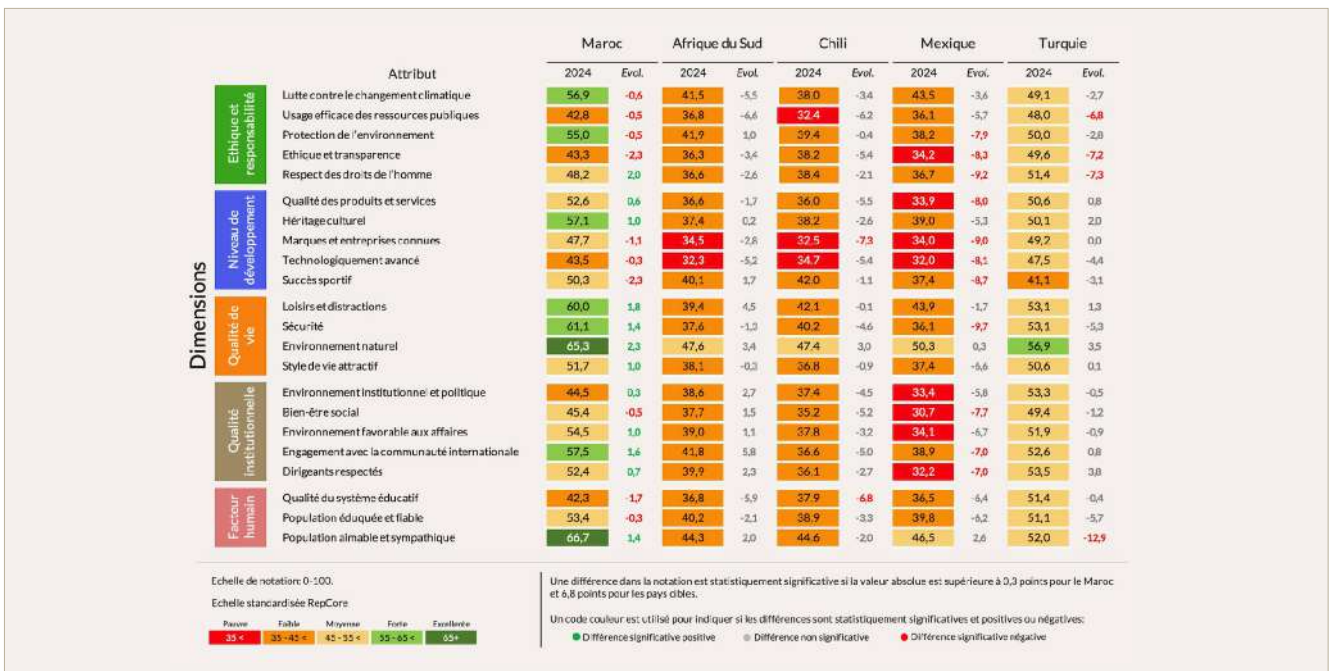 Maroc Afrique du Sud Chili Mexique Turquie
Attribut 2024 Evol. 2024 Evol. 2024 Evol. 2024 Evol. 2024 Evol.
Dimensions
Ethique et responsabilité
Lutte contre le changement climatique 56,9 -0,6 41,5 -5,5 38,0 -3,4 43,5 -3,6 49,1 -2,7
Usage efficace des ressources publiques 42,8 -0,5 36,8 -6,6 32,4 -6,2 36,1 -5,7 48,0 -6,8
Protection de l'environnement 55,0 -0,5 41,9 1,0 39,4 -0,4 38,2 -7,9 50,0 -2,8
Ethique et transparence 43,3 -2,3 36,3 -3,4 38,2 -5,4 34,2 -8,3 49,6 -7,2
Respect des droits de l'homme 48,2 2,0 36,6 -2,6 38,4 -2,1 36,7 -9,2 51,4 -7,3
Niveau de développement
Qualité des produits et services 52,6 0,6 36,6 -1,7 36,0 -5,5 33,9 -8,0 50,6 0,8
Héritage culturel 57,1 1,0 37,4 0,2 38,2 -2,6 39,0 -5,3 50,1 2,0
Marques et entreprises connues 47,7 -1,1 34,5 -2,8 32,5 -7,3 34,0 -9,0 49,2 0,0
Technologiquement avancé 43,5 -0,3 32,3 -5,2 34,7 -5,4 32,0 -8,1 47,5 -4,4
Succès sportif 50,3 -2,3 40,1 1,7 42,0 -1,1 37,4 -8,7 41,1 -3,1
Qualité de vie
Loisirs et distractions 60,0 1,8 39,4 4,5 42,1 -0,1 43,9 -1,7 53,1 1,3
Sécurité 61,1 1,4 37,6 -1,3 40,2 -4,6 36,1 -9,7 53,1 -5,3
Environnement naturel 65,3 2,3 47,6 3,4 47,4 3,0 50,3 0,3 56,9 3,5
Style de vie attractif 51,7 1,0 38,1 -0,3 36,8 -0,9 37,4 -6,6 50,6 0,1
Qualité institutionnelle
Environnement institutionnel et politique 44,5 0,3 38,6 2,7 37,4 -4,5 33,4 -5,8 53,3 -0,5
Bien-être social 45,4 -0,5 37,7 1,5 35,2 -5,2 30,7 -7,7 49,4 -1,2
Environnement favorable aux affaires 54,5 1,0 39,0 1,1 37,8 -3,2 34,1 -6,7 51,9 -0,9
Engagement avec la communauté internationale 57,5 1,6 41,8 5,8 36,6 -5,0 38,9 -7,0 52,6 0,8
Dirigeants respectés 52,4 0,7 39,9 2,3 36,1 -2,7 32,2 -7,0 53,5 3,8
Facteur humain
Qualité du système éducatif 42,3 -1,7 36,8 -5,9 37,9 -6,8 36,5 -6,4 51,4 -0,4
Population éduquée et fiable 53,4 -0,3 40,2 -2,1 38,9 -3,3 39,8 -6,2 51,1 -5,7
Population aimable et sympathique 66,7 1,4 44,3 2,0 44,6 -2,0 46,5 2,6 52,0 -12,9
Echelle de notation: 0-100.
Echelle standardisée RepCore
Pauvre Faible Moyenne Forte Excellente
35 < 35 - 45 < 45 - 55 < 55 - 65 < 65+
Une différence dans la notation est statistiquement significative si la valeur absolue est supérieure à 0,3 points pour le Maroc
et 6,8 points pour les pays cibles.
Un code couleur est utilisé pour indiquer si les différences sont statistiquement significatives et positives ou négatives:
Différence significative positive Différence non significative Différence significative négative